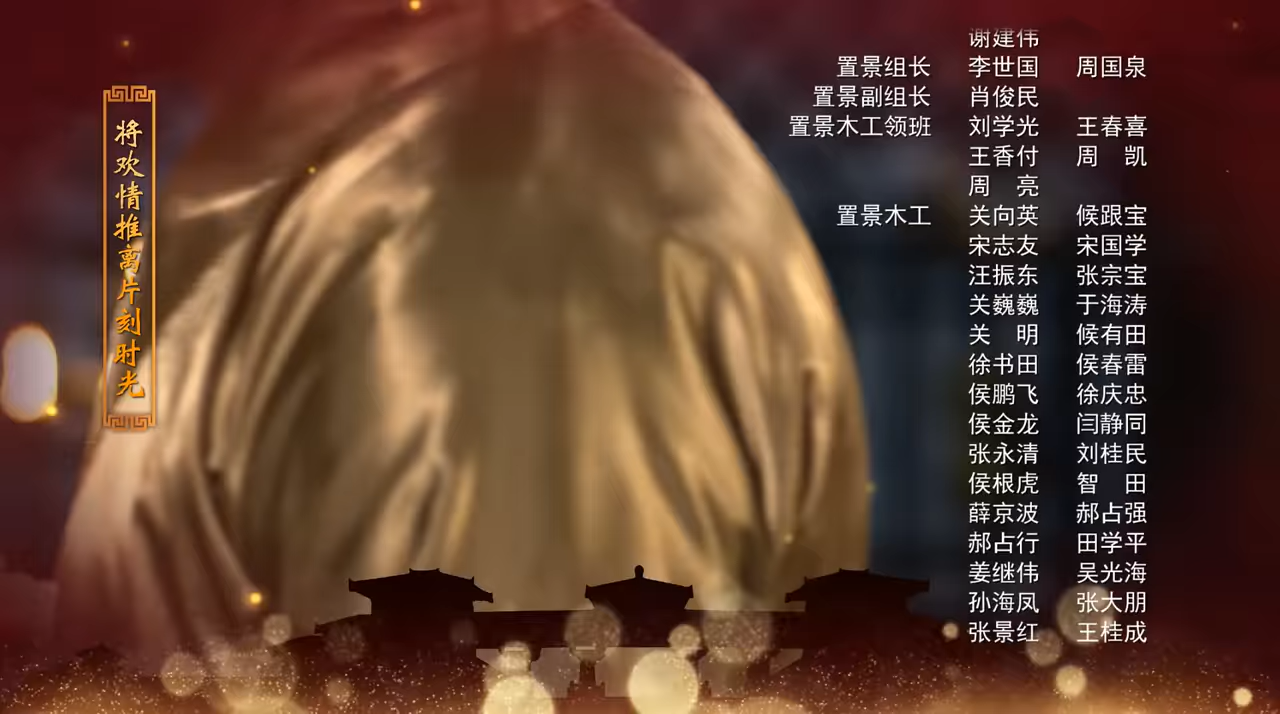 将欢情推离片刻时光
谢建伟
置景组长 李世国 周国泉
置景副组长 肖俊民
置景木工领班 刘学光 王春喜
王香付 周 凯
周 亮
置景木工 关向英 候跟宝
宋志友 宋国学
汪振东 张宗宝
关巍巍 于海涛
关 明 候有田
徐书田 侯春雷
侯鹏飞 徐庆忠
侯金龙 闫静同
张永清 刘桂民
侯根虎 智 田
薛京波 郝占强
郝占行 田学平
姜继伟 吴光海
孙海凤 张大朋
张景红 王桂成